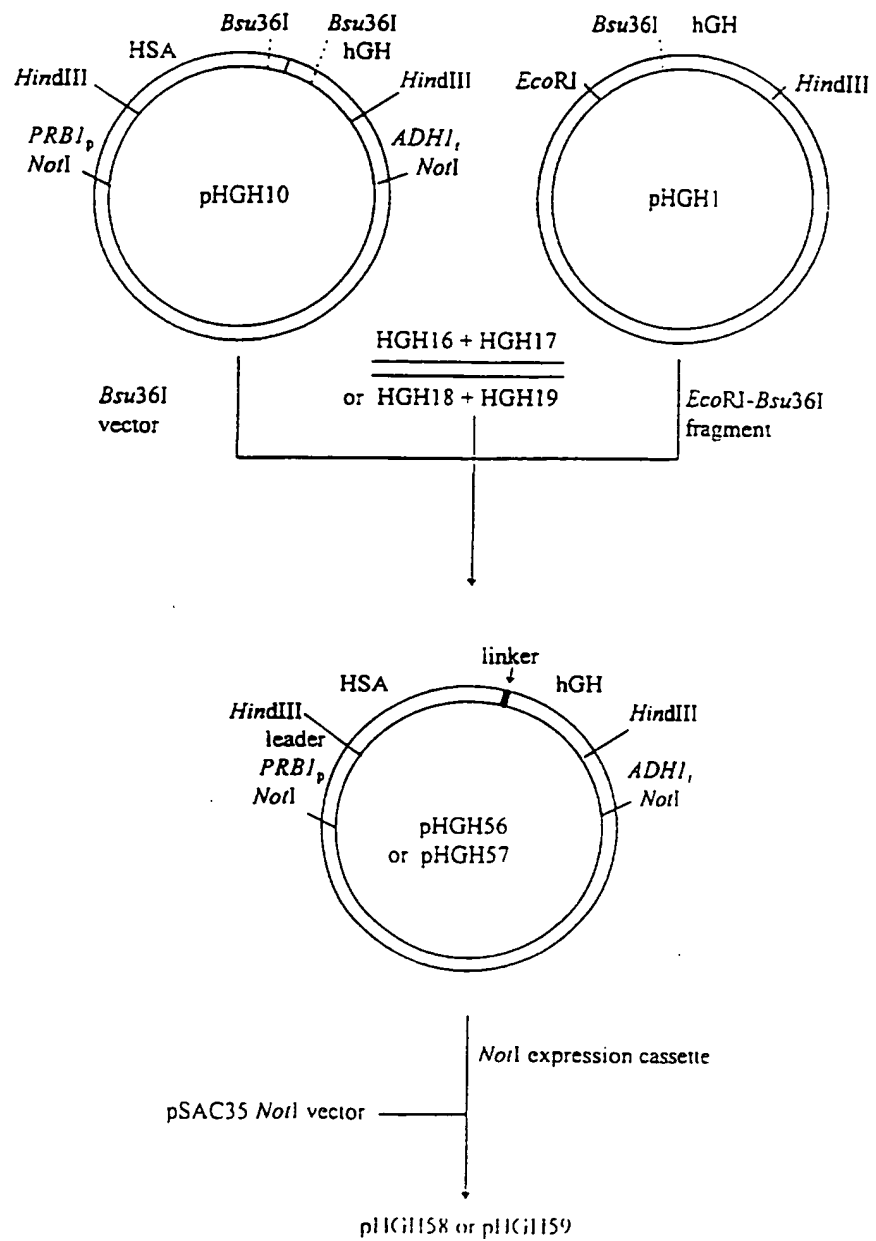 Bsu36I Bsu36I
HSA hGH
HindIII HindIII
PRB1p ADH1t
NotI NotI
pHGH10
Bsu36I hGH
EcoRI HindIII
pHGH1
HGH16 + HGH17
or HGH18 + HGH19
Bsu36I
vector
EcoRI-Bsu36I
fragment
linker
HSA hGH
HindIII HindIII
leader
PRB1p ADH1t
NotI NotI
pHGH56
or pHGH57
NotI expression cassette
pSAC35 NotI vector
pHGH58 or pHGH59